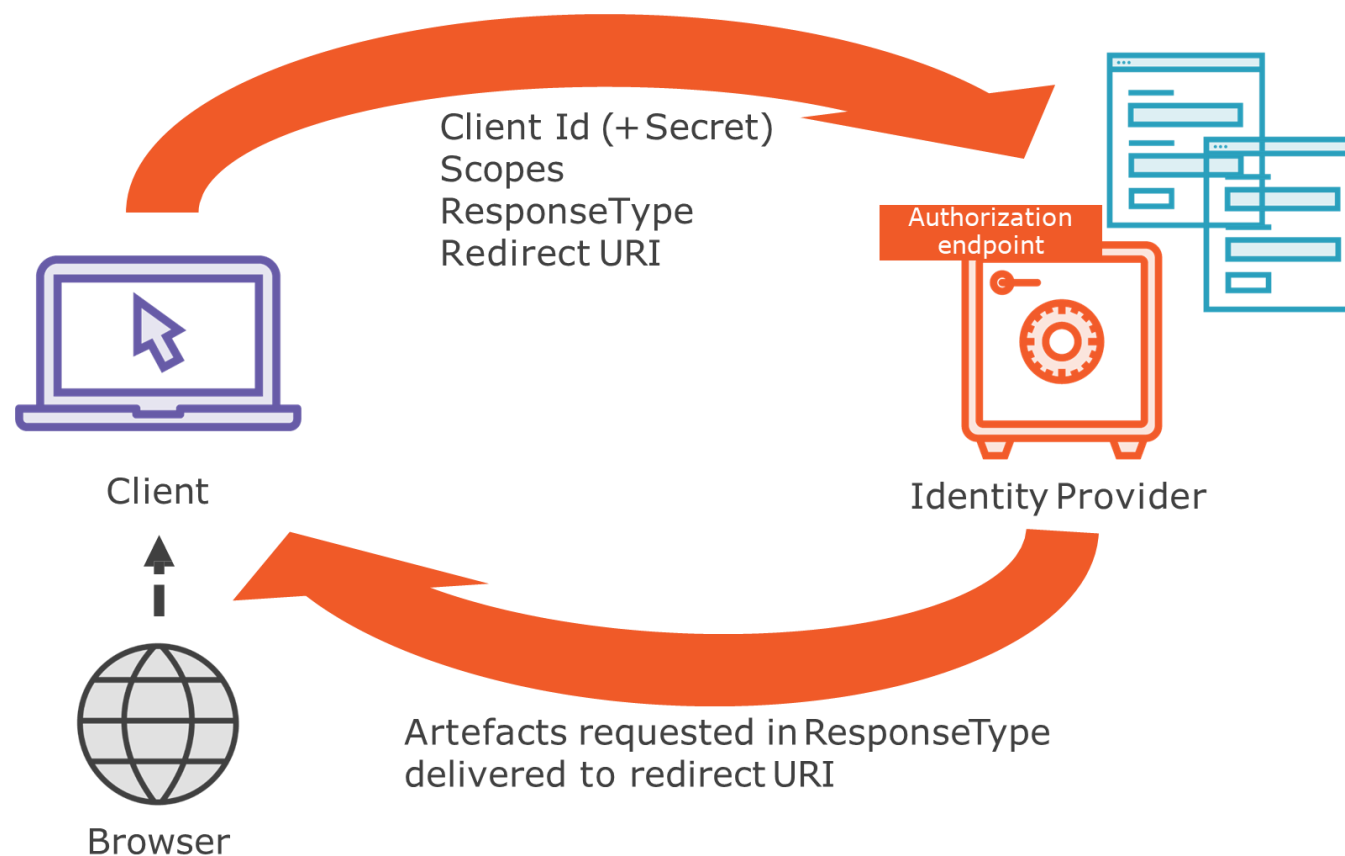 Client Id (+ Secret)
Scopes
ResponseType
Redirect URI
Authorization
endpoint
Client
Identity Provider
Artefacts requested in ResponseType
delivered to redirect URI
Browser